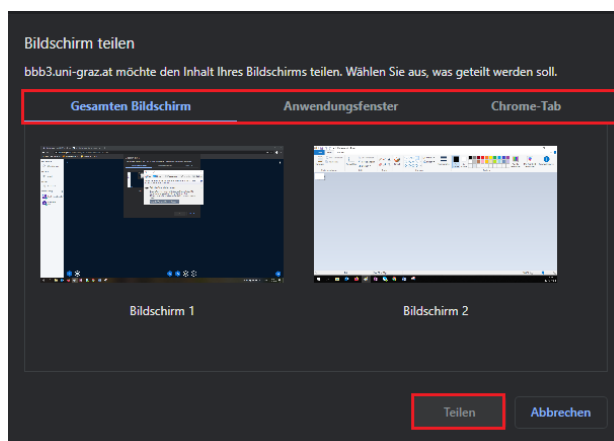 Bildschirm teilen
bbb3.uni-graz.at möchte den Inhalt Ihres Bildschirms teilen. Wählen Sie aus, was geteilt werden soll.
Gesamten Bildschirm Anwendungsfenster Chrome-Tab
Bildschirm 1 Bildschirm 2
Teilen Abbrechen